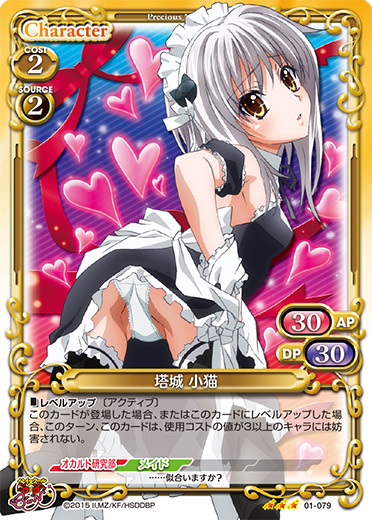 Precious
Character
COST
2
SOURCE
2
30 AP
DP 30
塔城 小猫
■レベルアップ 〔アクティブ〕
このカードが登場した場合、またはこのカードにレベルアップした場
合、このターン、このカードは、使用コストの値が3以上のキャラには妨
害されない。
オカルト研究部 メイド
……似合いますか?
©2015 II,MZ/KF/HSDDBP
01-079